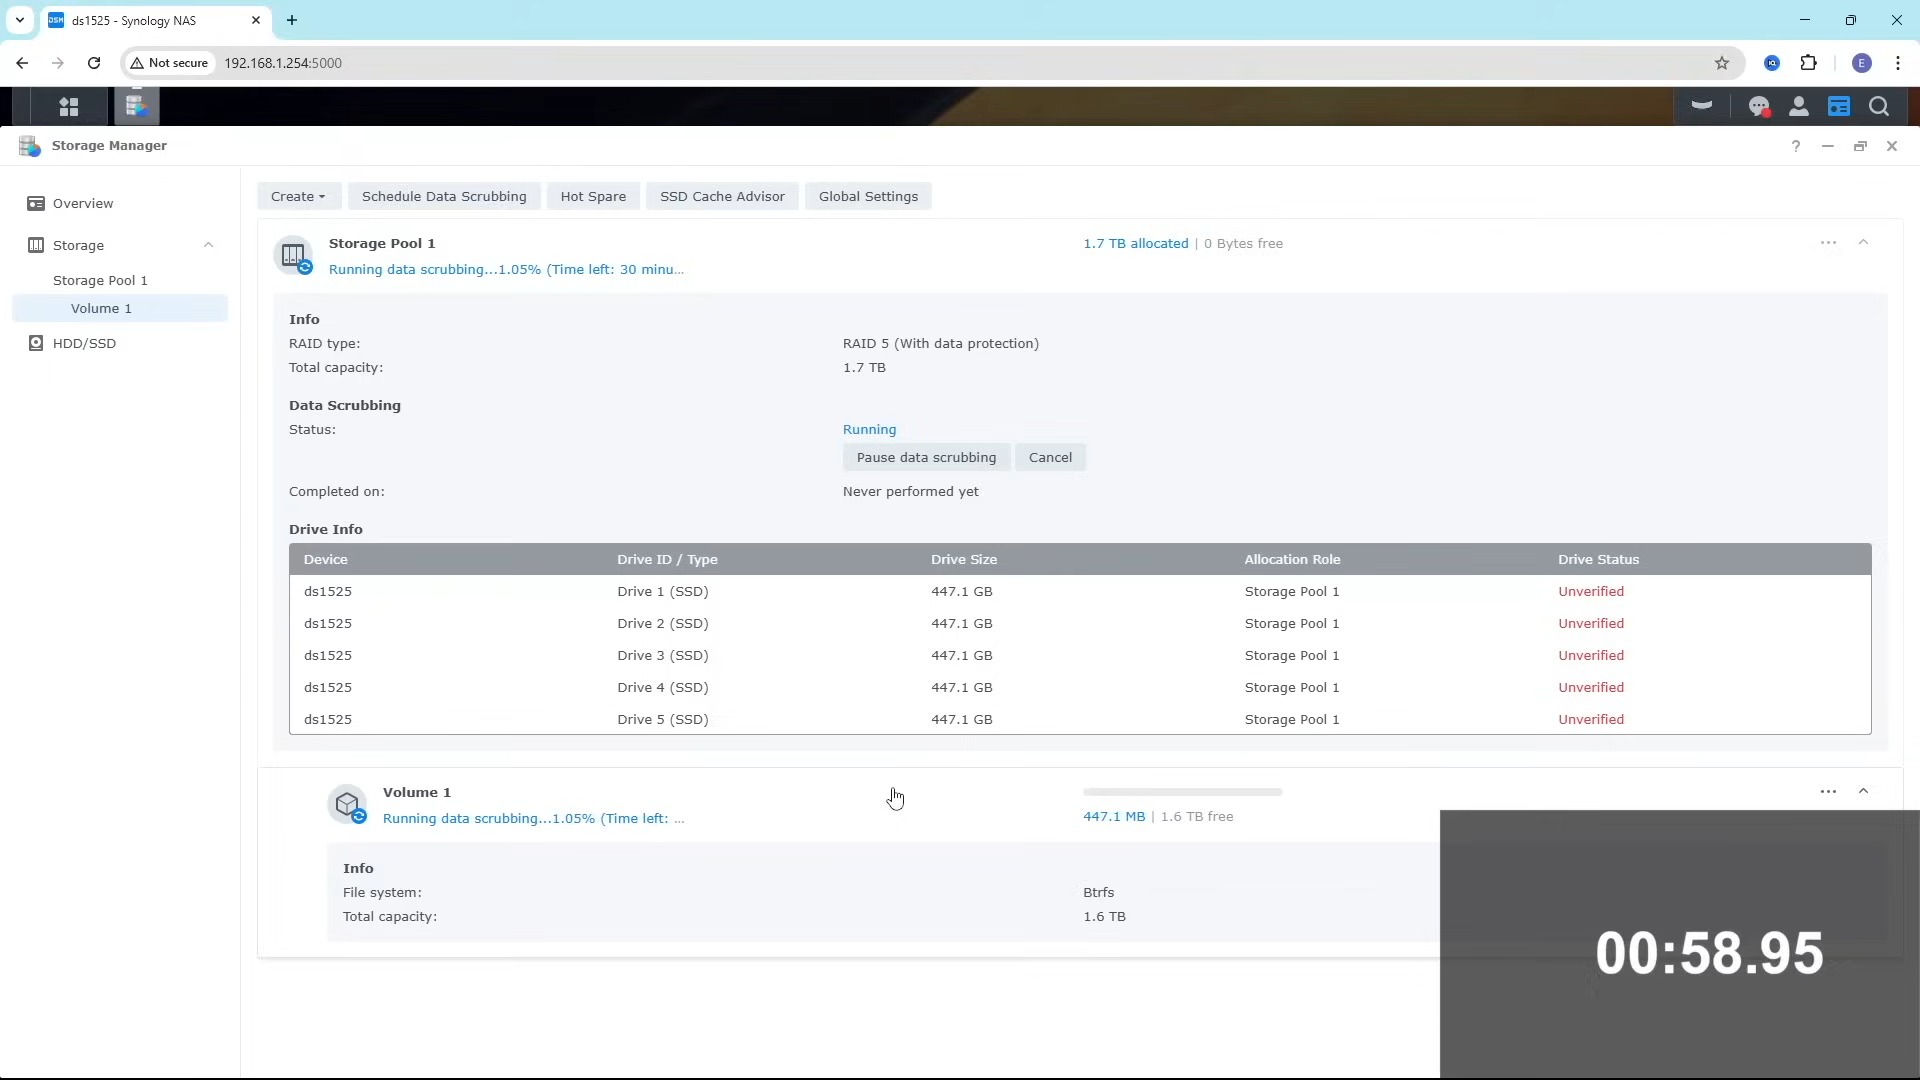 ds1525 - Synology NAS
Not secure 192.168.1.254:5000
E
Storage Manager
Overview
Storage
Storage Pool 1
Volume 1
HDD/SSD
Create Schedule Data Scrubbing Hot Spare SSD Cache Advisor Global Settings
Storage Pool 1 1.7 TB allocated | 0 Bytes free
Running data scrubbing...1.05% (Time left: 30 minu...
Info
RAID type: RAID 5 (With data protection)
Total capacity: 1.7 TB
Data Scrubbing
Status: Running
Pause data scrubbing Cancel
Completed on: Never performed yet
Drive Info
Device Drive ID / Type Drive Size Allocation Role Drive Status
ds1525 Drive 1 (SSD) 447.1 GB Storage Pool 1 Unverified
ds1525 Drive 2 (SSD) 447.1 GB Storage Pool 1 Unverified
ds1525 Drive 3 (SSD) 447.1 GB Storage Pool 1 Unverified
ds1525 Drive 4 (SSD) 447.1 GB Storage Pool 1 Unverified
ds1525 Drive 5 (SSD) 447.1 GB Storage Pool 1 Unverified
Volume 1
Running data scrubbing...1.05% (Time left: ... 447.1 MB | 1.6 TB free
Info
File system: Btrfs
Total capacity: 1.6 TB
00:58.95